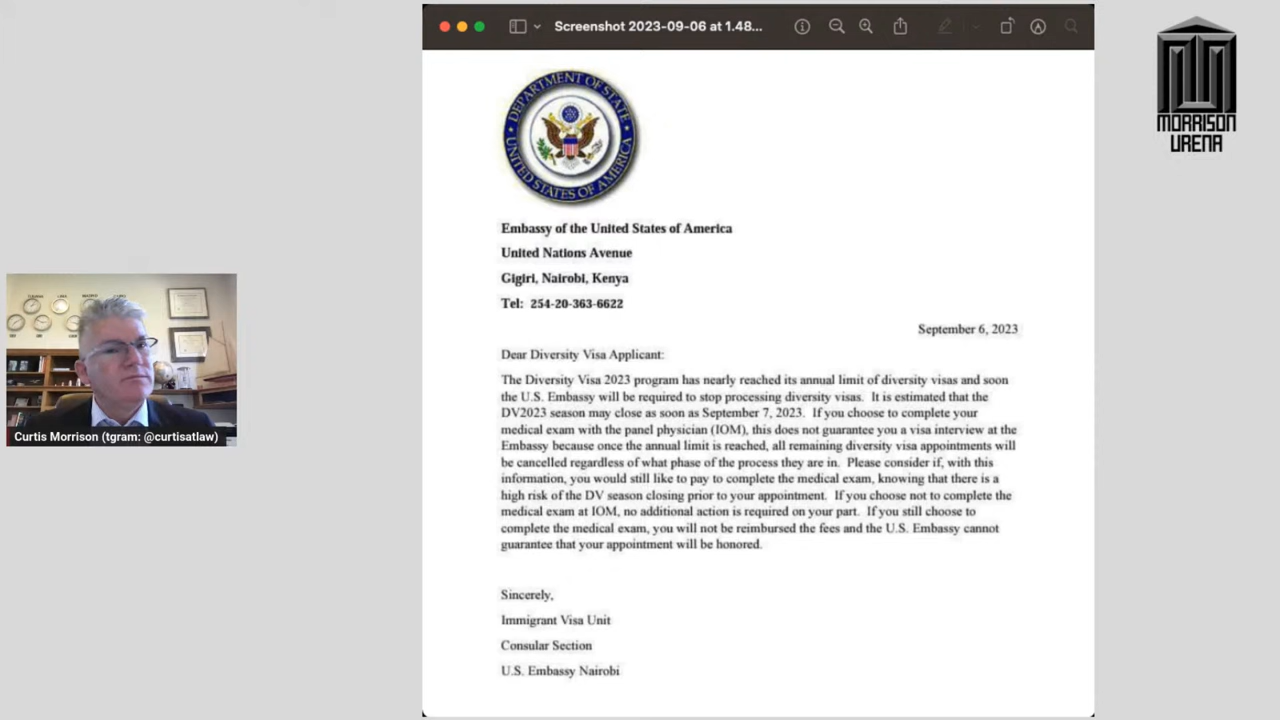 Screenshot 2023-09-06 at 1.48...
MORRISON
URENA
DEPARTMENT OF STATE
UNITED STATES OF AMERICA
Embassy of the United States of America
United Nations Avenue
Gigiri, Nairobi, Kenya
Tel: 254-20-363-6622
September 6, 2023
Dear Diversity Visa Applicant:
The Diversity Visa 2023 program has nearly reached its annual limit of diversity visas and soon
the U.S. Embassy will be required to stop processing diversity visas. It is estimated that the
DV2023 season may close as soon as September 7, 2023. If you choose to complete your
medical exam with the panel physician (IOM), this does not guarantee you a visa interview at the
Embassy because once the annual limit is reached, all remaining diversity visa appointments will
be cancelled regardless of what phase of the process they are in. Please consider if, with this
information, you would still like to pay to complete the medical exam, knowing that there is a
high risk of the DV season closing prior to your appointment. If you choose not to complete the
medical exam at IOM, no additional action is required on your part. If you still choose to
complete the medical exam, you will not be reimbursed the fees and the U.S. Embassy cannot
guarantee that your appointment will be honored.
Sincerely,
Immigrant Visa Unit
Consular Section
U.S. Embassy Nairobi
Curtis Morrison (tgram: @curtisatlaw)